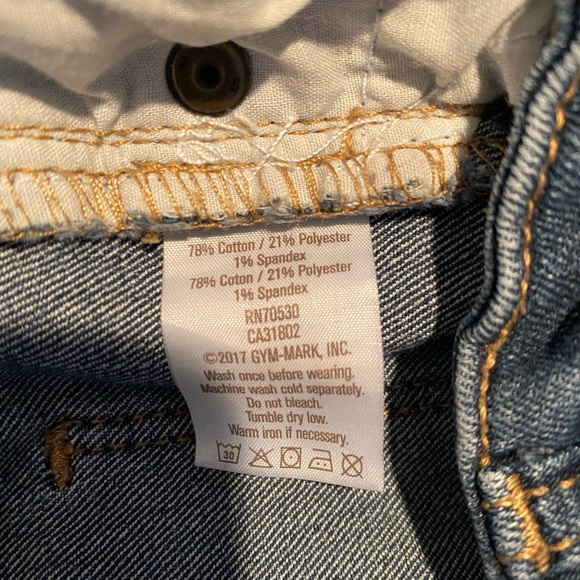 78% Cotton / 21% Polyester
1% Spandex
78% Coton / 21% Polyester
1% Spandex
RN70530
CA31802
©2017 GYM-MARK, INC.
Wash once before wearing.
Machine wash cold separately.
Do not bleach.
Tumble dry low.
Warm iron if necessary.
30